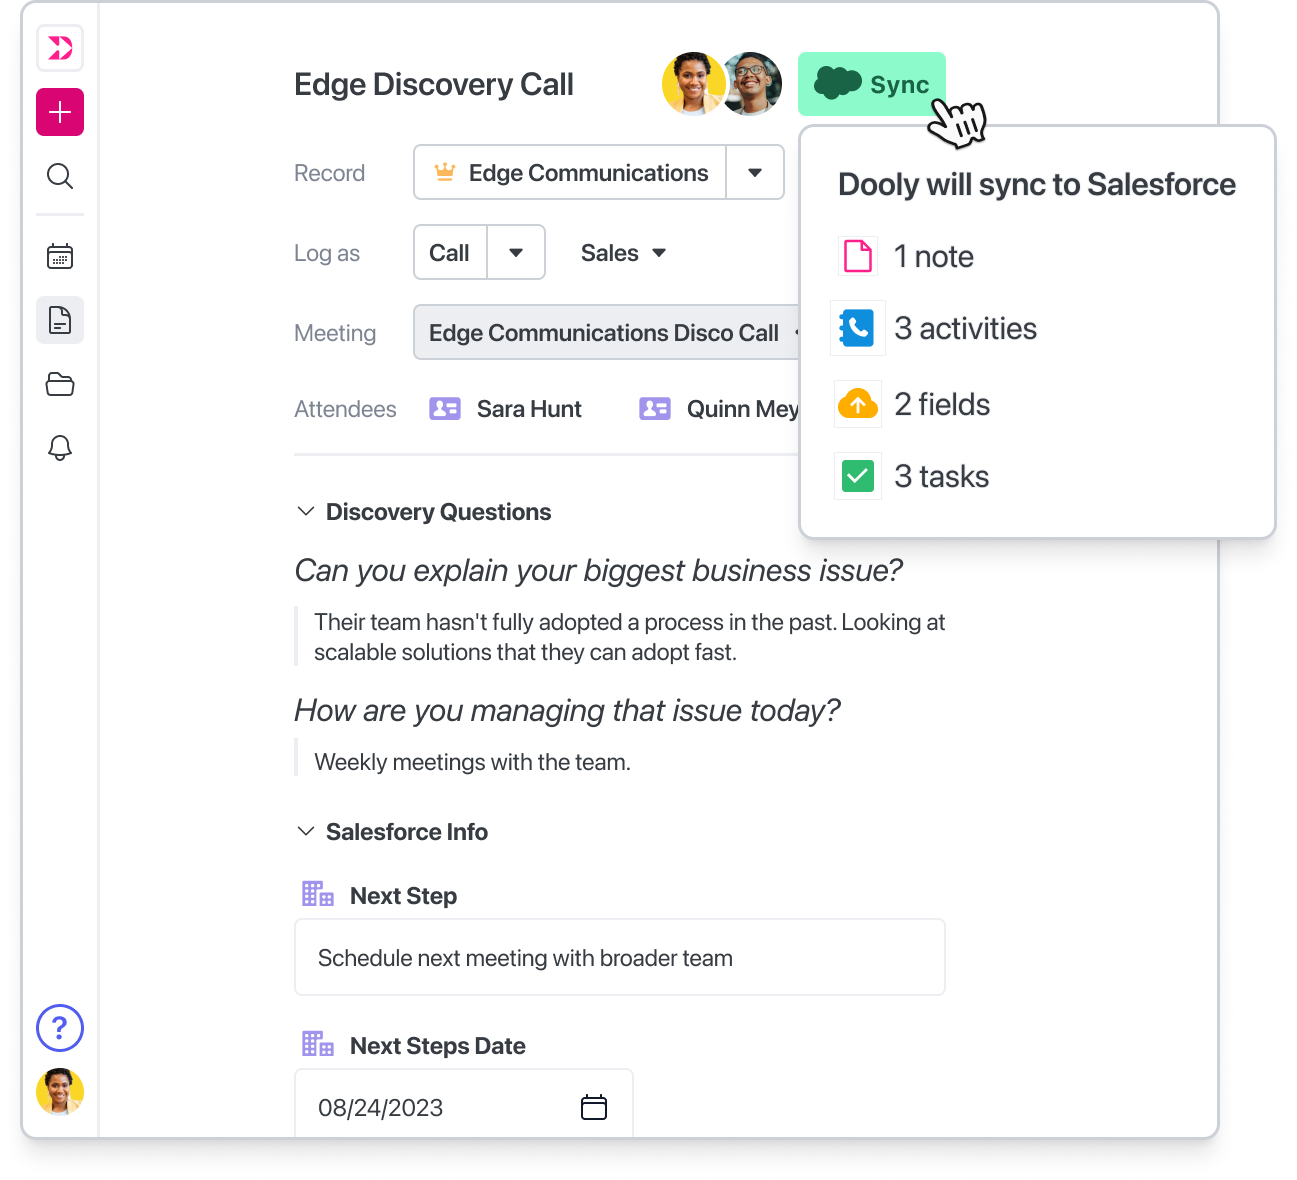 Edge Discovery Call
Sync
Record
Edge Communications
Log as
Call
Sales
Meeting
Edge Communications Disco Call
Attendees
Sara Hunt
Quinn Mey
Dooly will sync to Salesforce
1 note
3 activities
2 fields
3 tasks
Discovery Questions
Can you explain your biggest business issue?
Their team hasn't fully adopted a process in the past. Looking at
scalable solutions that they can adopt fast.
How are you managing that issue today?
Weekly meetings with the team.
Salesforce Info
Next Step
Schedule next meeting with broader team
Next Steps Date
08/24/2023
?